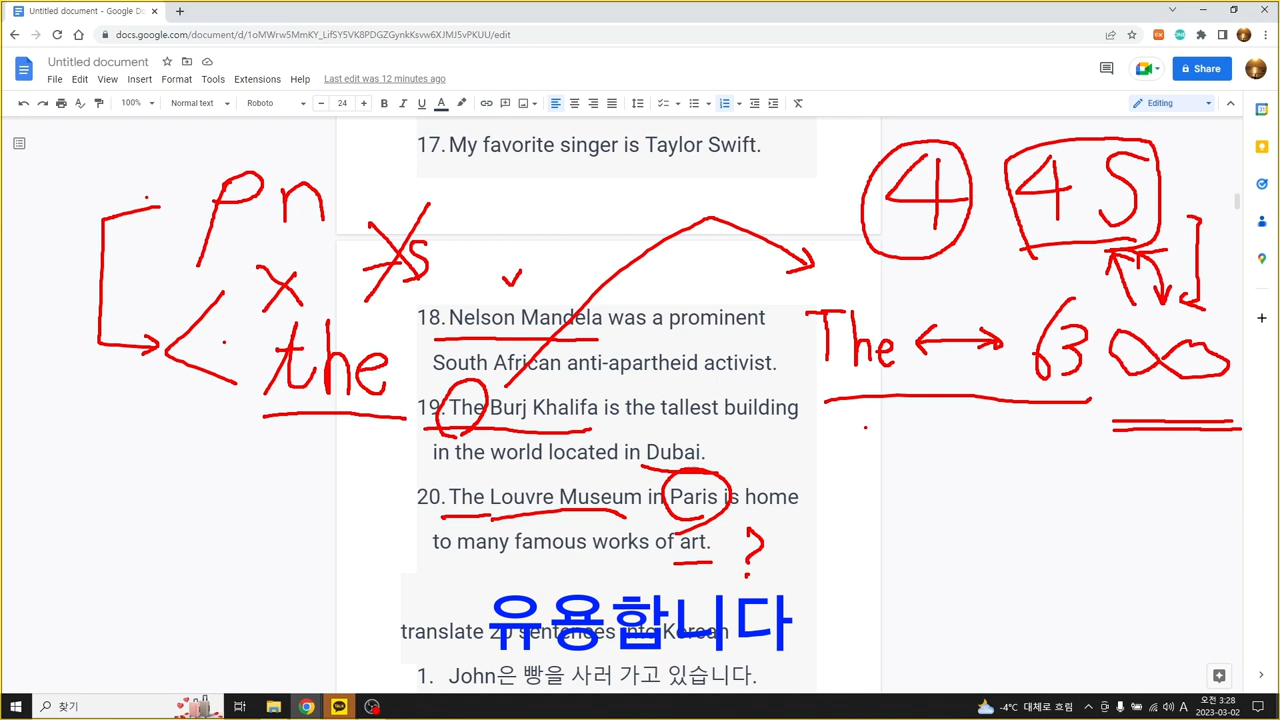 Untitled document - Google Docs
docs.google.com/document/d/1oMWrw5MmKY_LifSY5VK8PDGZGynkKsvw6XJMJ5vPKUU/edit
Untitled document
File Edit View Insert Format Tools Extensions Help Last edit was 12 minutes ago
Share
100% Normal text Roboto 24 Editing
17. My favorite singer is Taylor Swift.
Pn
4 4 5
x s
the
The 63
18. Nelson Mandela was a prominent
South African anti-apartheid activist.
19. The Burj Khalifa is the tallest building
in the world located in Dubai.
20. The Louvre Museum in Paris is home
to many famous works of art. ?
유용합니다
translate 20 sentences into Korean
1. John은 빵을 사러 가고 있습니다.
찾기
-4°C 대체로 흐림
A
오전 3:28
2023-03-02